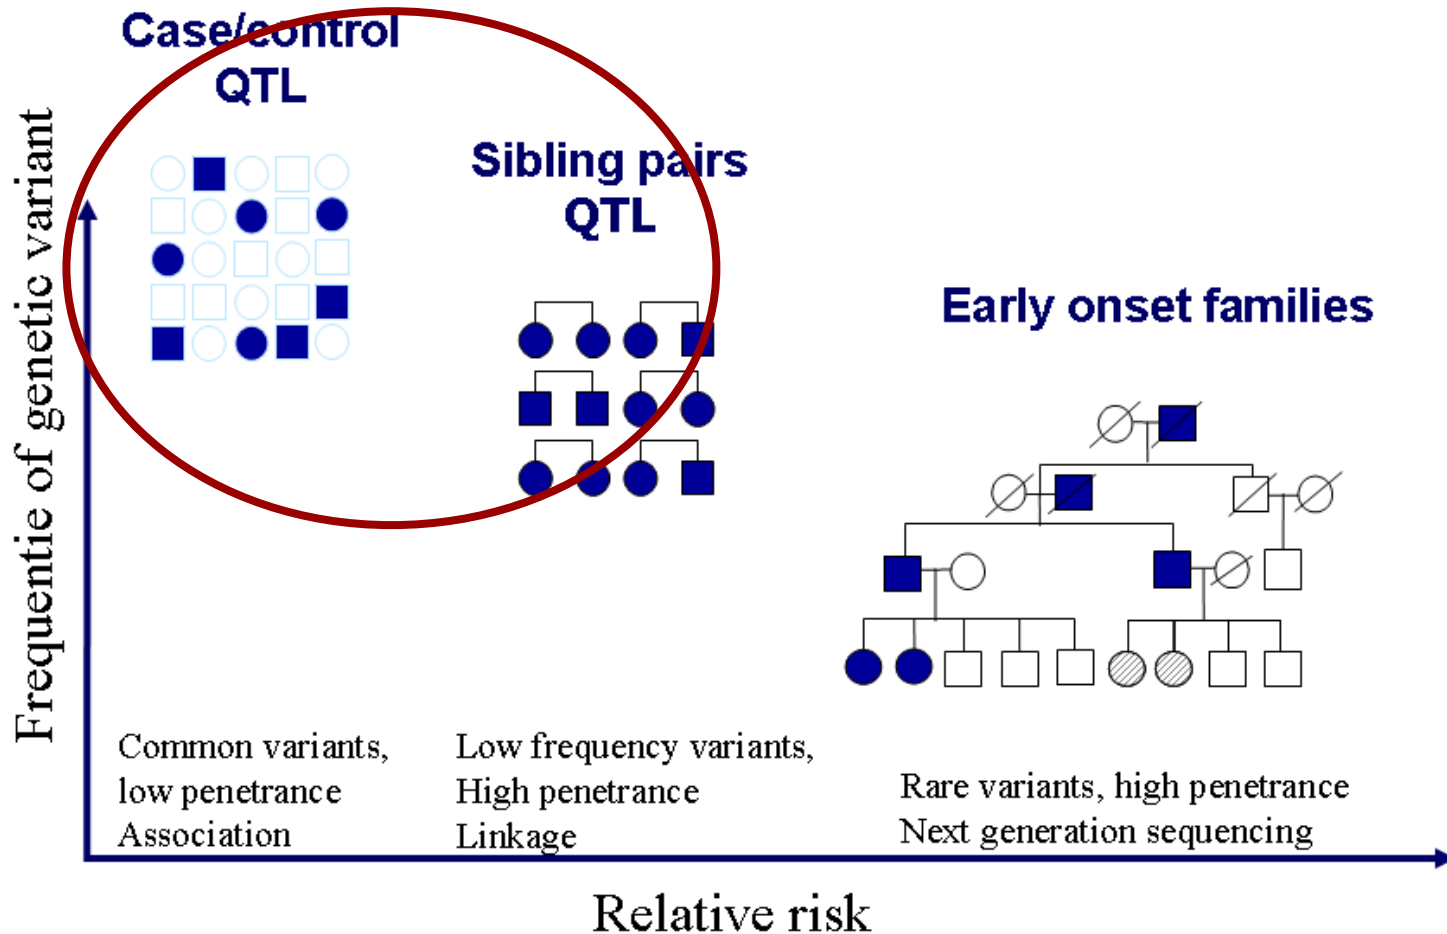 Case/control
QTL
Sibling pairs
QTL
Early onset families
Frequentie of genetic variant
Common variants,
low penetrance
Association
Low frequency variants,
High penetrance
Linkage
Rare variants, high penetrance
Next generation sequencing
Relative risk